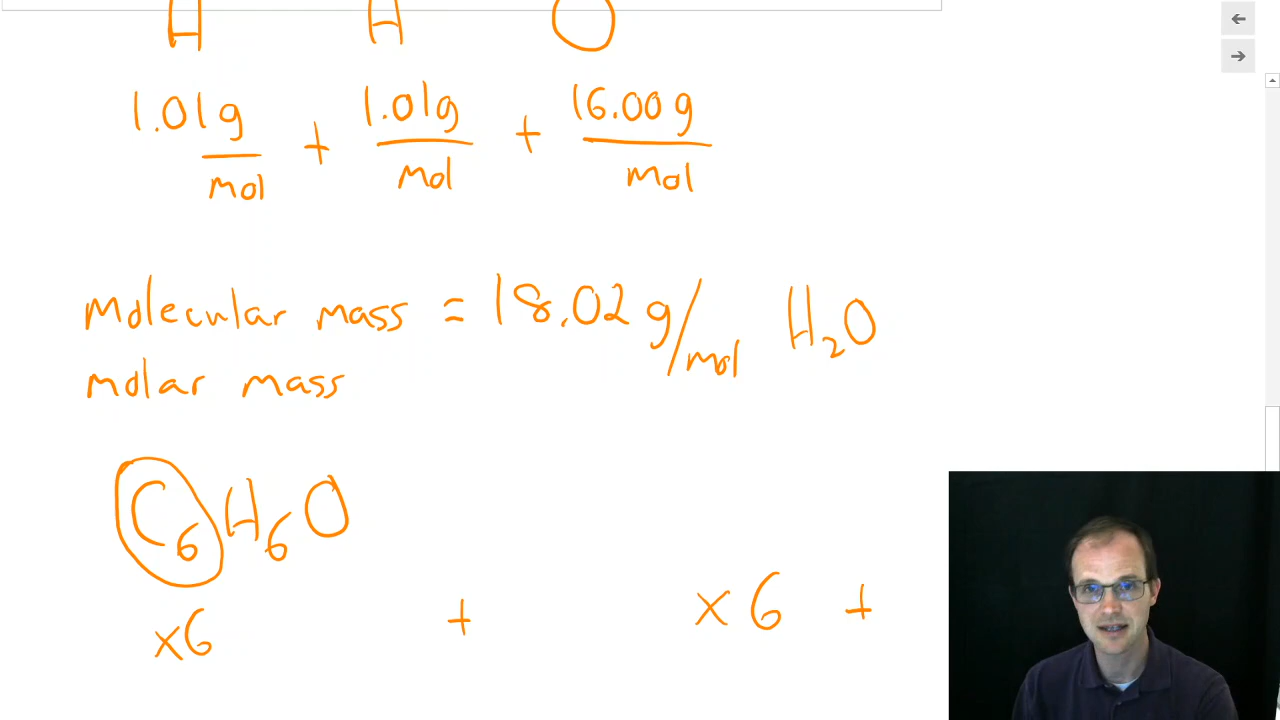 H H O
1.01g/mol + 1.01g/mol + 16.00g/mol
molecular mass = 18.02 g/mol H₂O
molar mass
C₆H₆O
x6 + x6 +